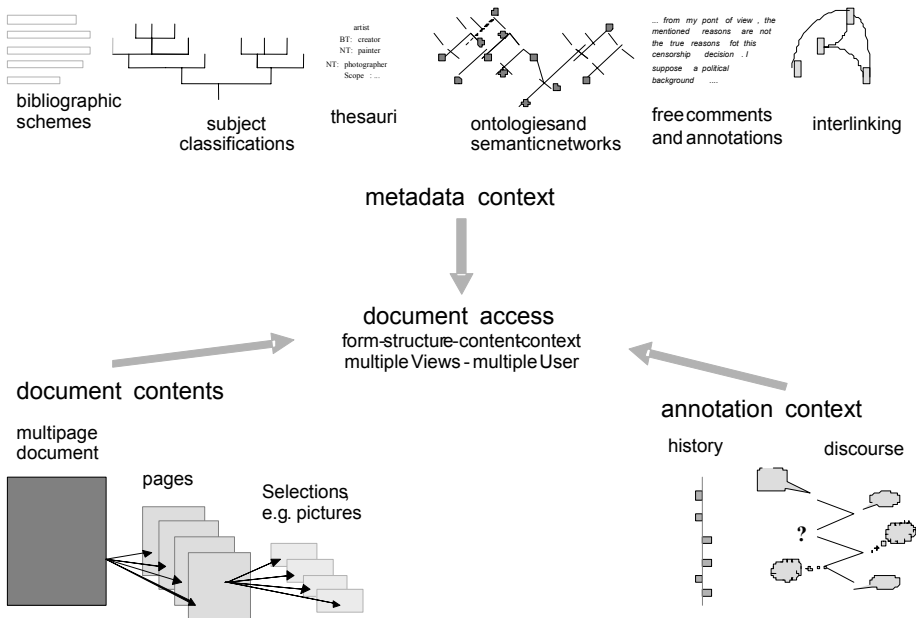 artist
BT: creator
NT: painter
NT: photographer
Scope : ...
... from my pont of view , the
mentioned reasons are not
the true reasons fot this
censorship decision . I
suppose a political
background ....
bibliographic
schemes
subject
classifications
thesauri
ontologiesand
semanticnetworks
free comments
and annotations
interlinking
metadata context
document access
form-structure-contentcontext
multiple Views - multiple User
document contents
multipage
document
pages
Selections,
e.g. pictures
annotation context
history
discourse
?